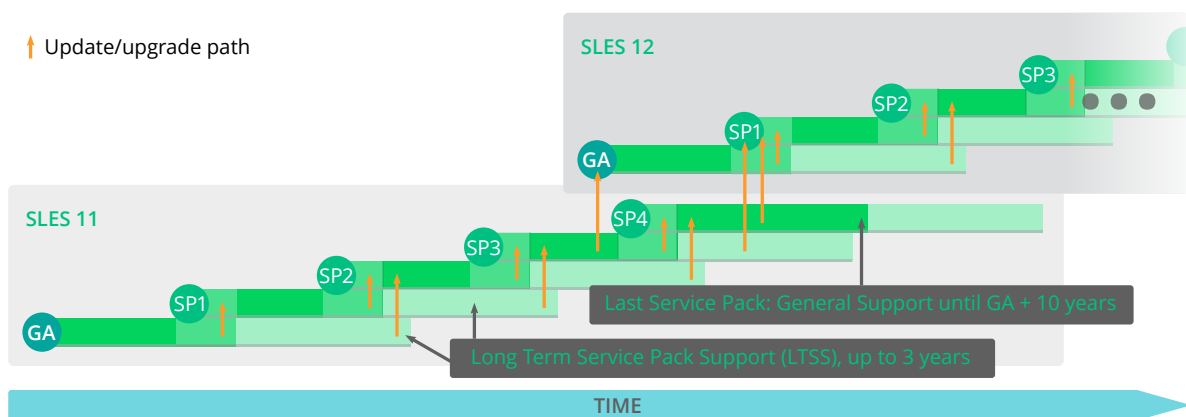 Update/upgrade path
SLES 12
SP3
SP2
SP1
GA
SLES 11
SP4
SP3
SP2
SP1
GA
Last Service Pack: General Support until GA + 10 years
Long Term Service Pack Support (LTSS), up to 3 years
TIME